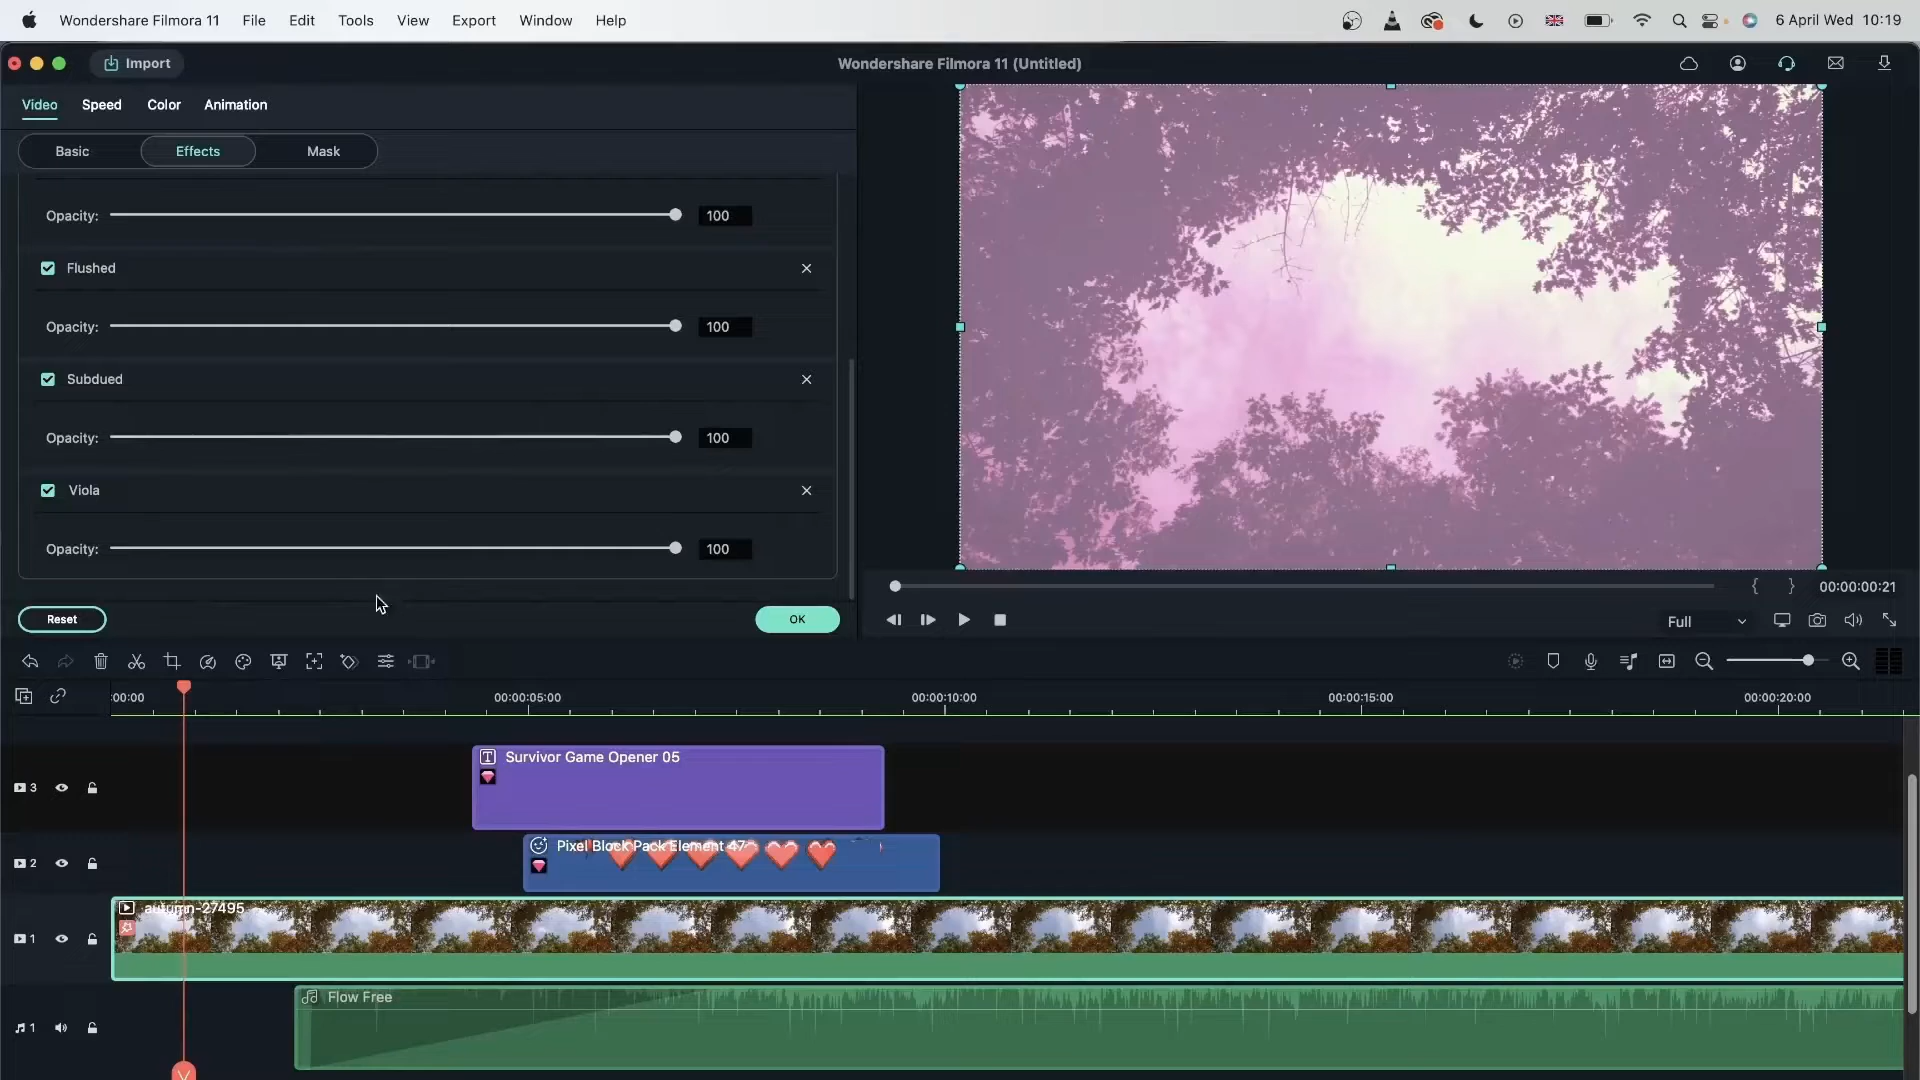 Wondershare Filmora 11 File Edit Tools View Export Window Help 6 April Wed 10:19
Import Wondershare Filmora 11 (Untitled)
Video Speed Color Animation
Basic Effects Mask
Opacity: 100
Flushed
Opacity: 100
Subdued
Opacity: 100
Viola
Opacity: 100
{ } 00:00:00:21
Reset OK Full
:00:00 00:00:05:00 00:00:10:00 00:00:15:00 00:00:20:00
T Survivor Game Opener 05
3
Pixel Block Pack Element 47
2
autumn-27495
1
Flow Free
1